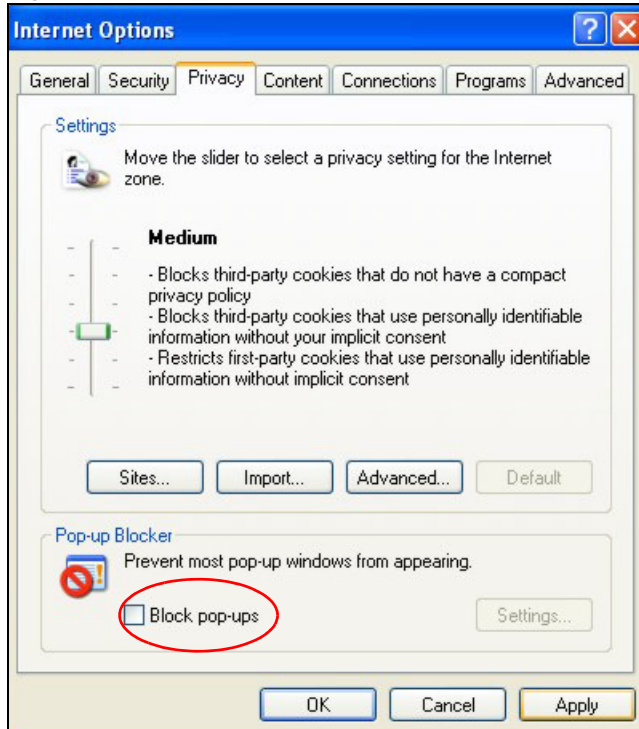 Internet Options
General Security Privacy Content Connections Programs Advanced
Settings
Move the slider to select a privacy setting for the Internet
zone.
Medium
- Blocks third-party cookies that do not have a compact
privacy policy
- Blocks third-party cookies that use personally identifiable
information without your implicit consent
- Restricts first-party cookies that use personally identifiable
information without implicit consent
Sites... Import... Advanced... Default
Pop-up Blocker
Prevent most pop-up windows from appearing.
Block pop-ups Settings...
OK Cancel Apply